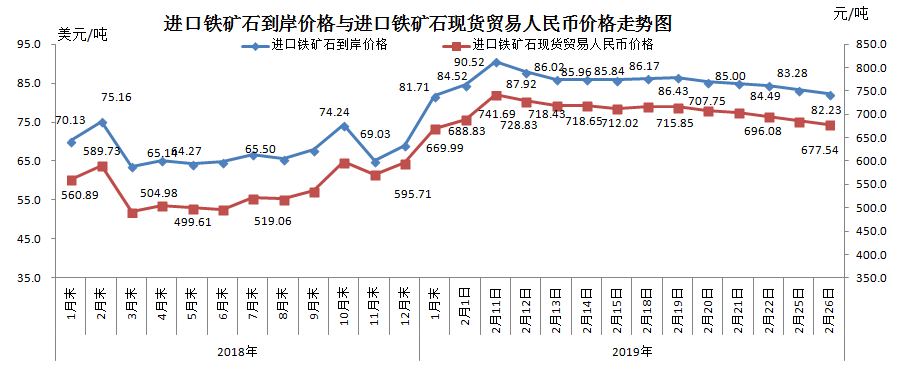 进口铁矿石到岸价格与进口铁矿石现货贸易人民币价格走势图
美元/吨
元/吨
进口铁矿石到岸价格
进口铁矿石现货贸易人民币价格
95.0
85.0
75.0
65.0
55.0
45.0
35.0
850.0
800.0
750.0
700.0
650.0
600.0
550.0
500.0
450.0
400.0
350.0
70.13
75.16
65.14
64.27
65.50
74.24
69.03
81.71
84.52
90.52
87.92
86.02
85.96
85.84
86.17
86.43
85.00
84.49
83.28
82.23
560.89
589.73
504.98
499.61
519.06
595.71
669.99
688.83
741.69
728.83
718.43
718.65
712.02
715.85
707.75
696.08
677.54
1月末
2月末
3月末
4月末
5月末
6月末
7月末
8月末
9月末
10月末
11月末
12月末
1月末
2月1日
2月11日
2月12日
2月13日
2月14日
2月15日
2月18日
2月19日
2月20日
2月21日
2月22日
2月25日
2月26日
2018年
2019年